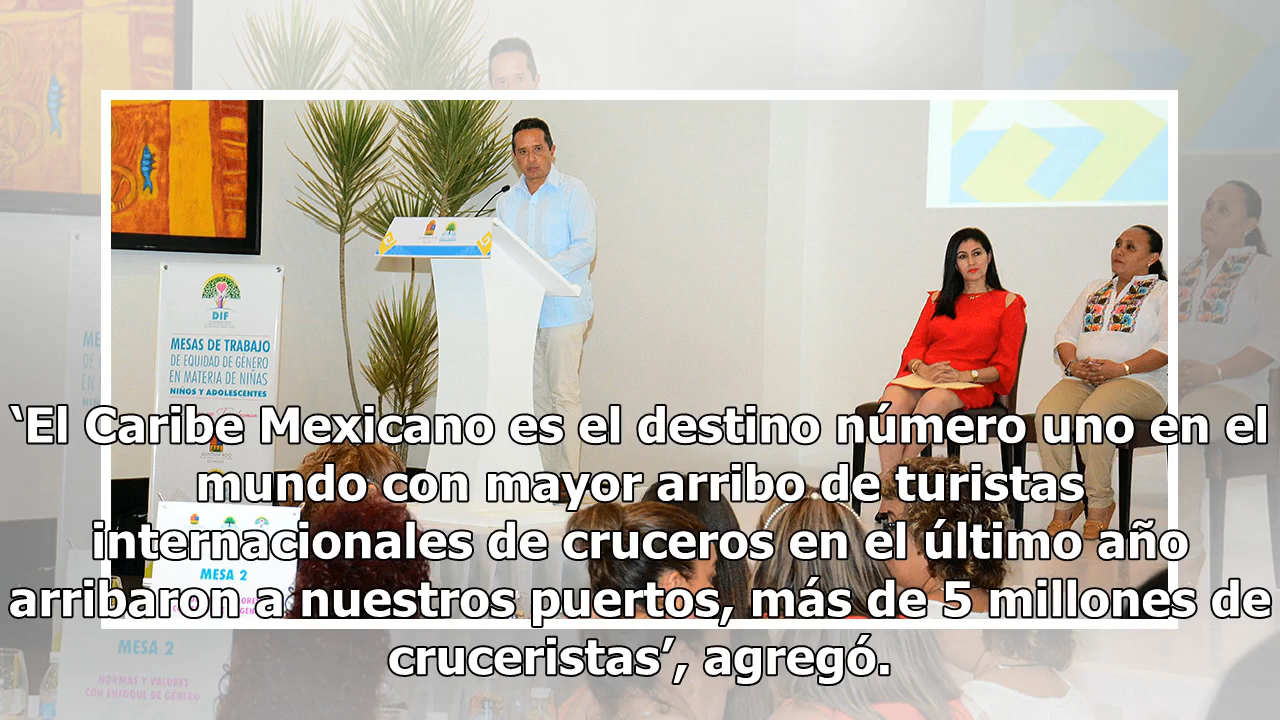 DIF
MESAS DE TRABAJO
DE EQUIDAD DE GÉNERO
EN MATERIA DE NIÑAS
NIÑOS Y ADOLESCENTES
‘El Caribe Mexicano es el destino número uno en el
mundo con mayor arribo de turistas
internacionales de cruceros en el último año
arribaron a nuestros puertos, más de 5 millones de
cruceristas’, agregó.
MESA 2
MESA 2
NORMAS Y VALORES
CON ENFOQUE DE GÉNERO